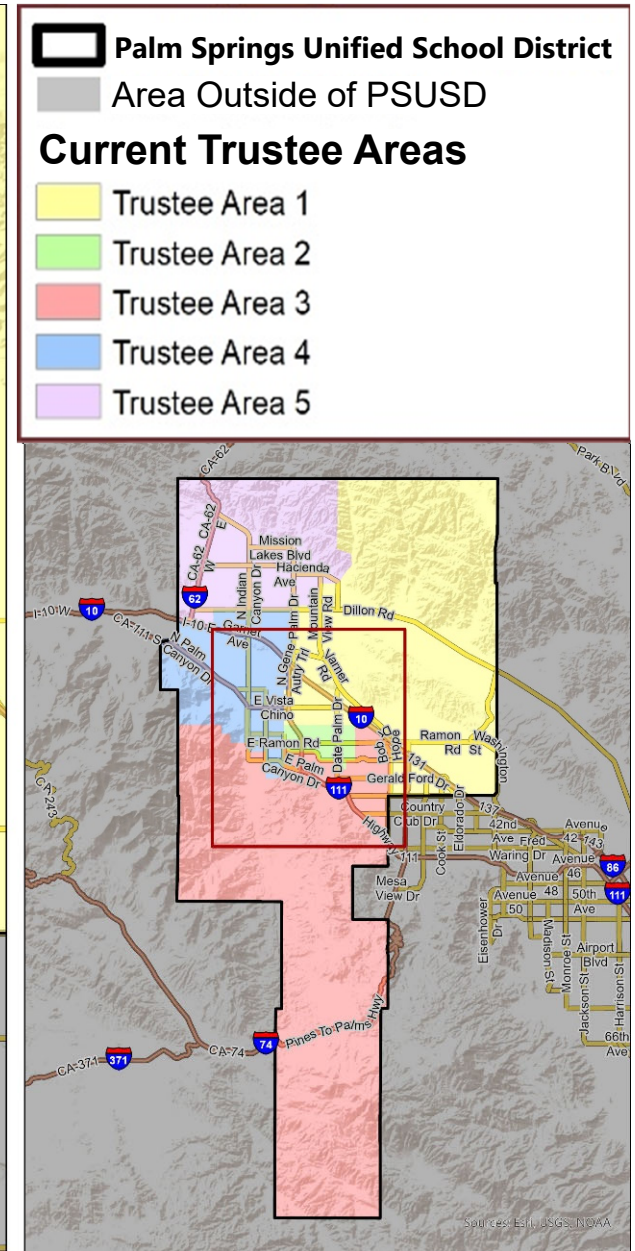 Palm Springs Unified School District
Area Outside of PSUSD
Current Trustee Areas
Trustee Area 1
Trustee Area 2
Trustee Area 3
Trustee Area 4
Trustee Area 5
CA-62
Park Blvd
CA-62
E
CA-62
W
Mission
Lakes Blvd
Hacienda
Ave
N Indian
Canyon Dr
62
10
I-10 W
I-10 E
Garnet
Ave
Dillon Rd
Mountain
View Rd
N Gene
Autry Trl
Palm Dr
Varner
Rd
CA-111 S
N Palm
Canyon Dr
E Vista
Chino
10
Date Palm Dr
E Ramon Rd
Bob
Hope
Dr
Ramon
Rd
Washington
St
131
E Palm
Canyon Dr
Gerald Ford Dr
111
Country
Club Dr
137
Highway 111
Cook St
Eldorado Dr
42nd
Ave
Avenue
42
143
Fred
Waring Dr
Avenue
46
86
111
Mesa
View Dr
Avenue
48
Avenue
50
50th
Ave
Eisenhower
Dr
Madison St
Monroe St
Jackson St
Harrison St
Airport
Blvd
66th
Ave
CA-243
CA-371
371
CA-74
74
Pines To Palms Hwy
Sources: Esri, USGS, NOAA